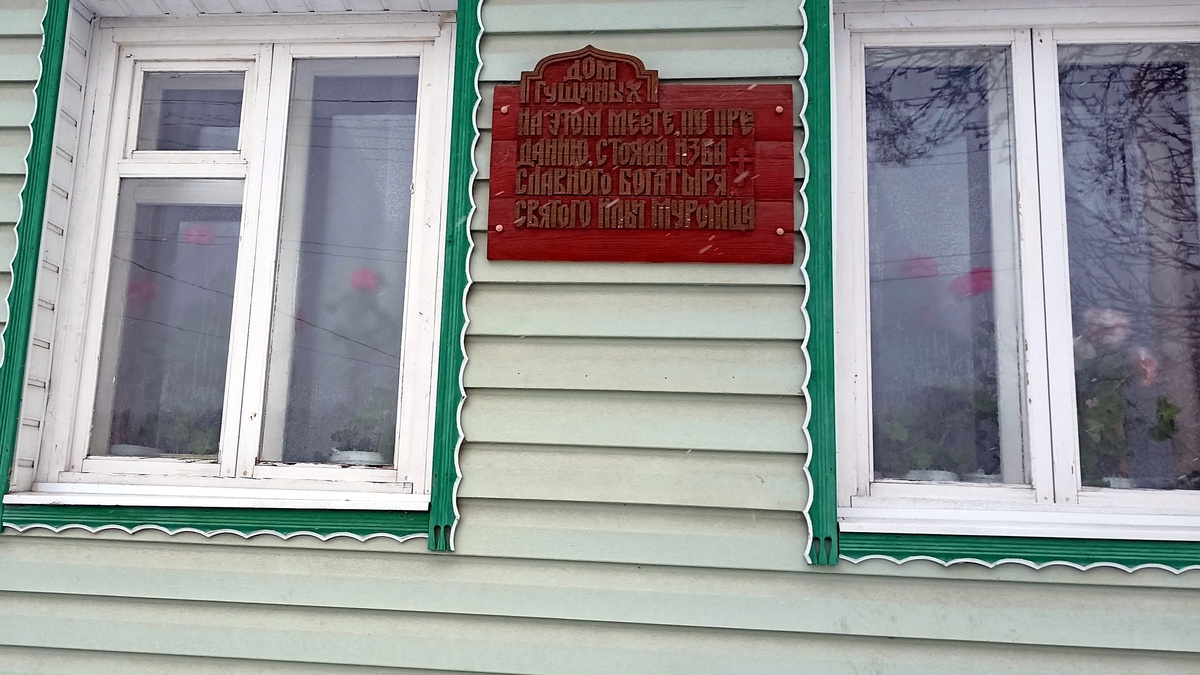 ДОМ
ГУЩИНЫХ
НА ЭТОМ МЕСТЕ, ПО ПРЕ
ДАНИЮ, СТОЯЛА ИЗБА
СЛАВНОГО БОГАТЫРЯ,
СВЯТОГО ИЛЬИ МУРОМЦА